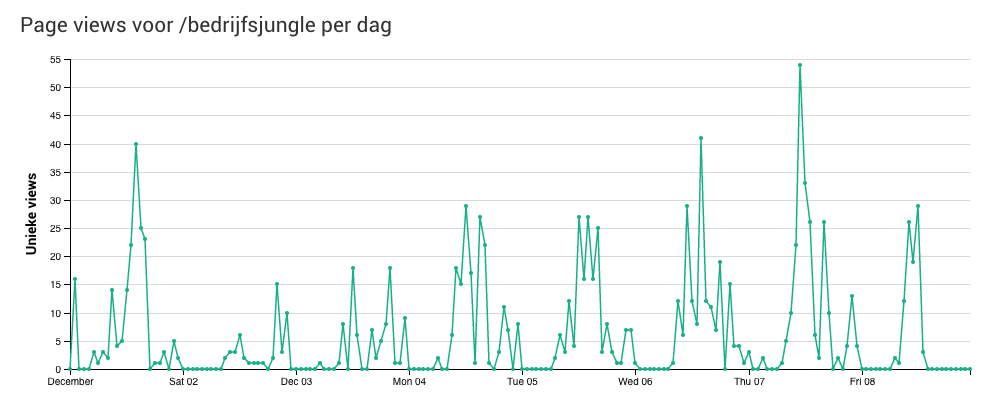 Page views voor /bedrijfsjungle per dag
55
50
45
40
35
30
25
20
15
10
5
0
Unieke views
December
Sat 02
Dec 03
Mon 04
Tue 05
Wed 06
Thu 07
Fri 08